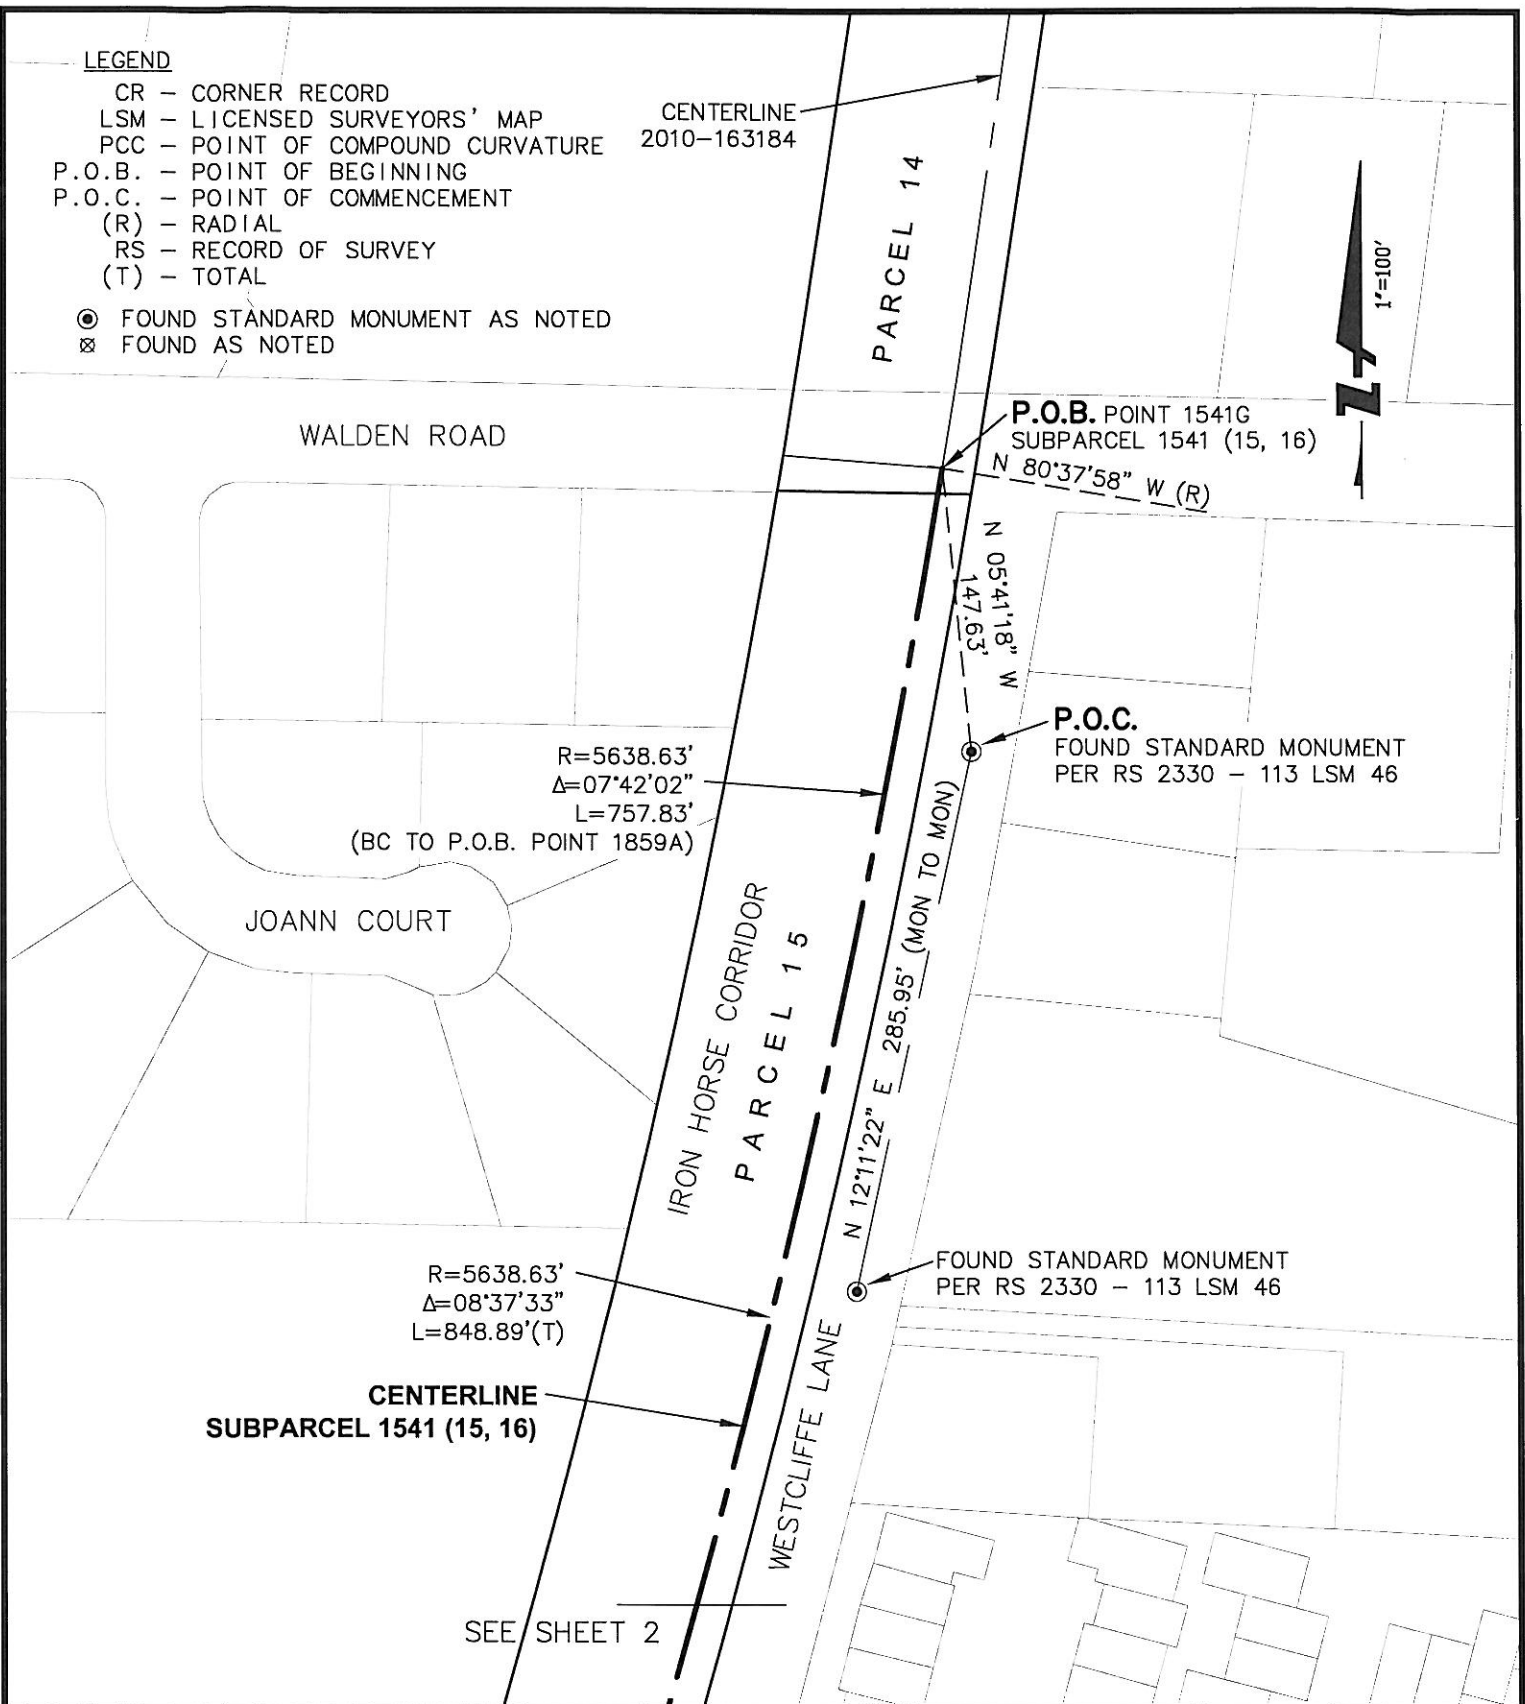 LEGEND
CR – CORNER RECORD
LSM – LICENSED SURVEYORS' MAP
PCC – POINT OF COMPOUND CURVATURE
P.O.B. – POINT OF BEGINNING
P.O.C. – POINT OF COMMENCEMENT
(R) – RADIAL
RS – RECORD OF SURVEY
(T) – TOTAL
FOUND STANDARD MONUMENT AS NOTED
FOUND AS NOTED
CENTERLINE
2010–163184
PARCEL 14
1"=100'
N
WALDEN ROAD
P.O.B. POINT 1541G
SUBPARCEL 1541 (15, 16)
N 80°37'58" W (R)
N 05°41'18" W
147.63'
P.O.C.
FOUND STANDARD MONUMENT
PER RS 2330 – 113 LSM 46
R=5638.63'
Δ=07°42'02"
L=757.83'
(BC TO P.O.B. POINT 1859A)
JOANN COURT
IRON HORSE CORRIDOR
PARCEL 15
N 12°11'22" E 285.95' (MON TO MON)
FOUND STANDARD MONUMENT
PER RS 2330 – 113 LSM 46
R=5638.63'
Δ=08°37'33"
L=848.89'(T)
CENTERLINE
SUBPARCEL 1541 (15, 16)
WESTCLIFFE LANE
SEE SHEET 2